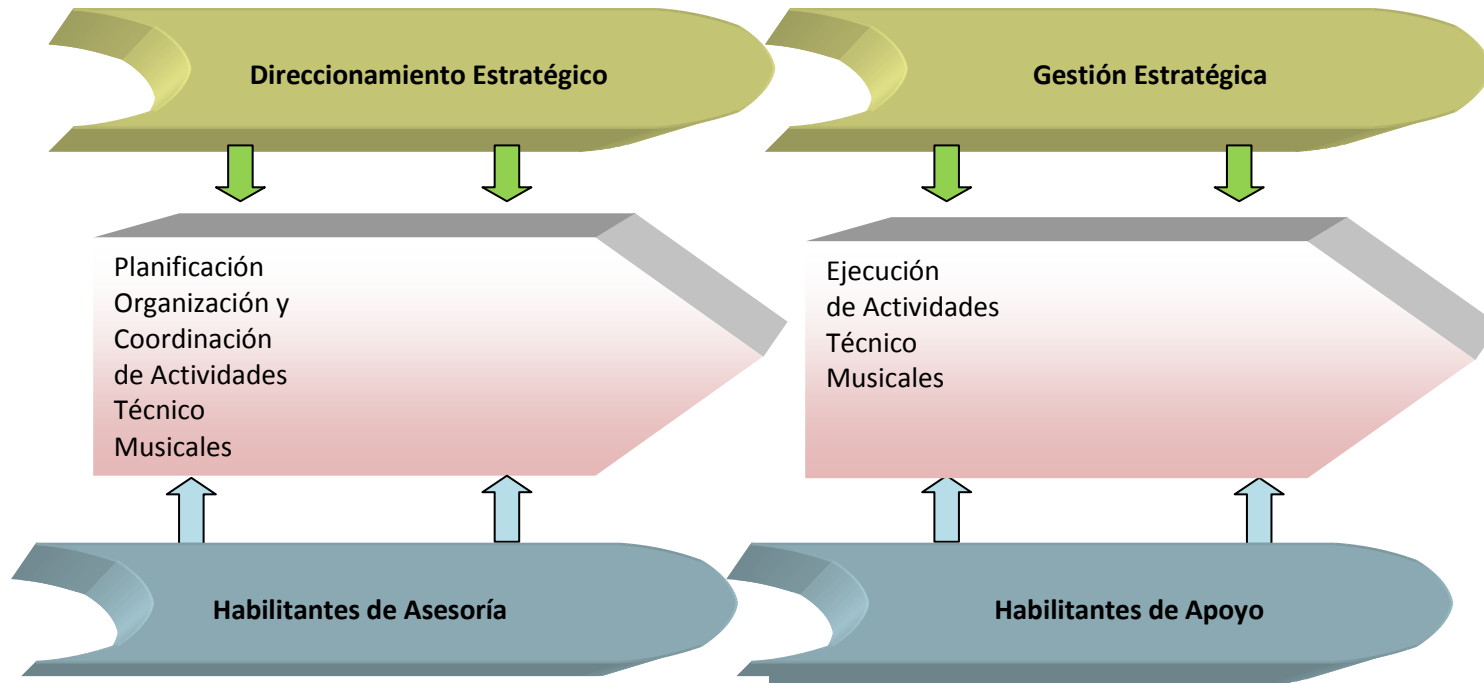 Direccionamiento Estratégico
Gestión Estratégica
Planificación
Organización y
Coordinación
de Actividades
Técnico
Musicales
Ejecución
de Actividades
Técnico
Musicales
Habilitantes de Asesoría
Habilitantes de Apoyo